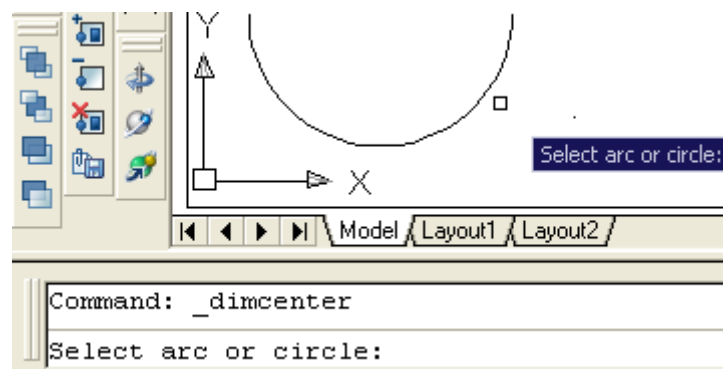 Y
Select arc or circle:
X
Model Layout1 Layout2
Command: _dimcenter
Select arc or circle: